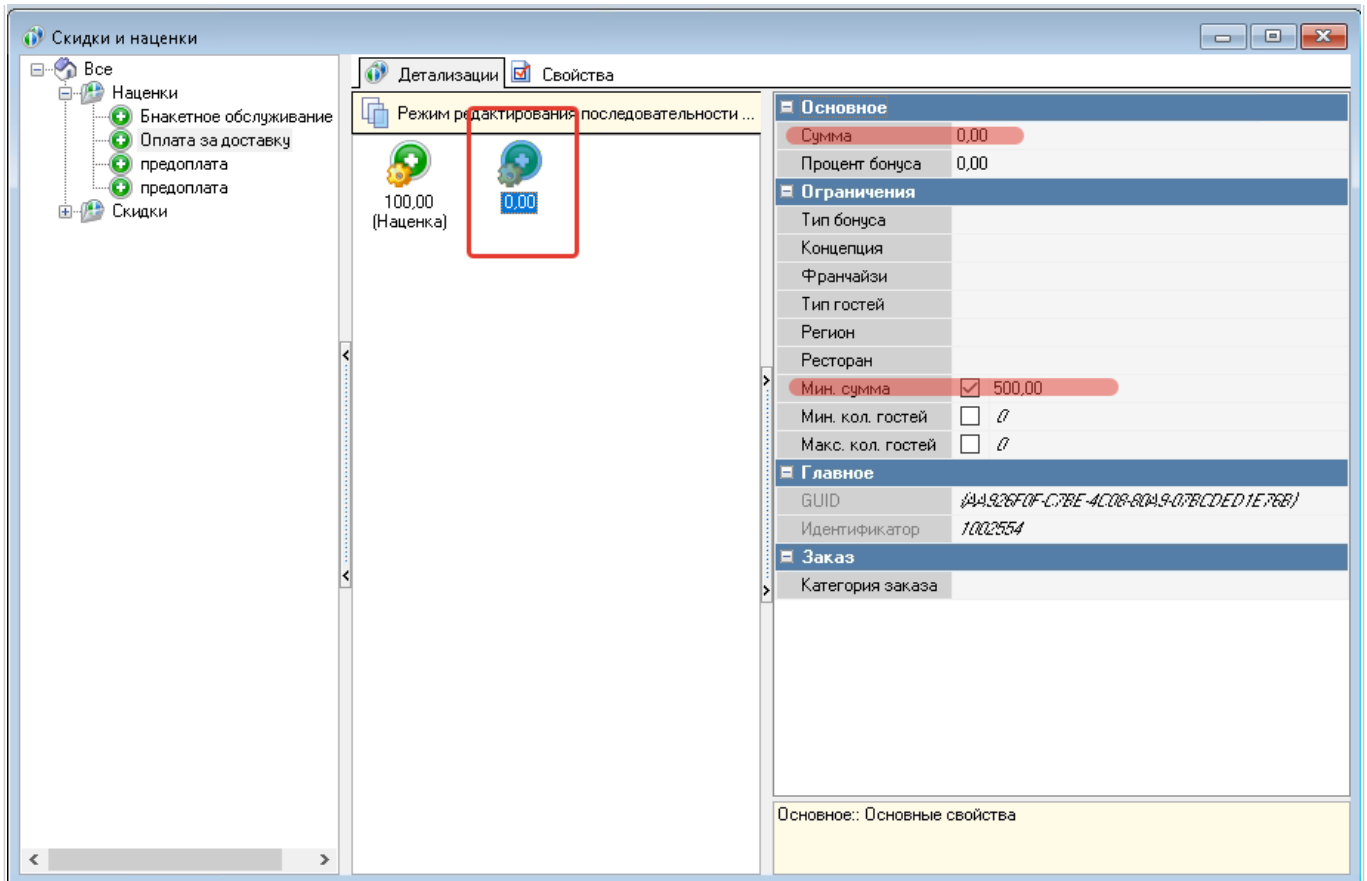 Скидки и наценки
Все
Наценки
Бнакетное обслуживание
Оплата за доставку
предоплата
предоплата
Скидки
Детализации
Свойства
Режим редактирования последовательности ...
100,00
(Наценка)
0,00
Основное
Сумма 0,00
Процент бонуса 0,00
Ограничения
Тип бонуса
Концепция
Франчайзи
Тип гостей
Регион
Ресторан
Мин. сумма 500,00
Мин. кол. гостей 0
Макс. кол. гостей 0
Главное
GUID {AA926F0F-C7BE-4C08-80A9-07BCDED1E76B}
Идентификатор 1002554
Заказ
Категория заказа
Основное:: Основные свойства